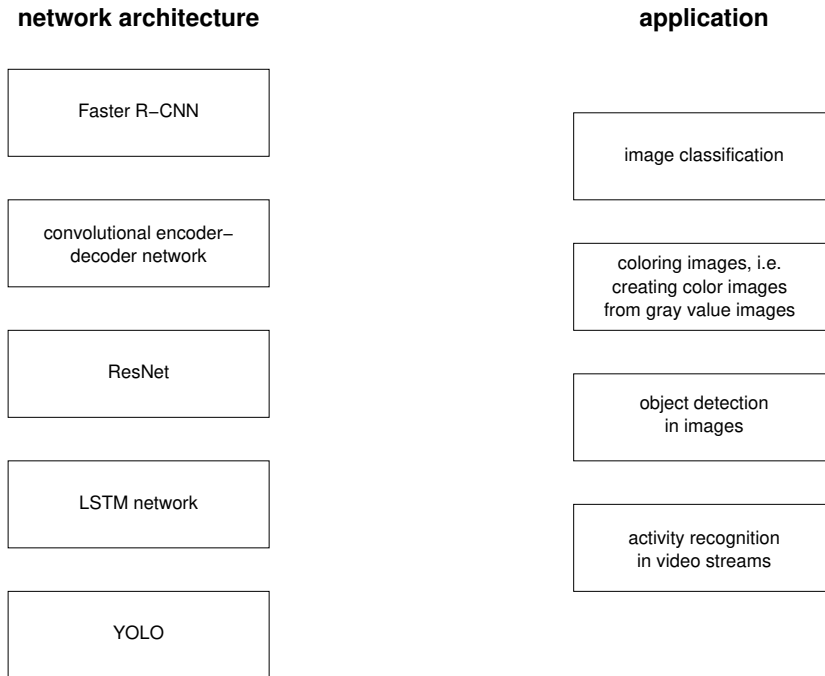 network architecture
application
Faster R−CNN
convolutional encoder−
decoder network
ResNet
LSTM network
YOLO
image classification
coloring images, i.e.
creating color images
from gray value images
object detection
in images
activity recognition
in video streams